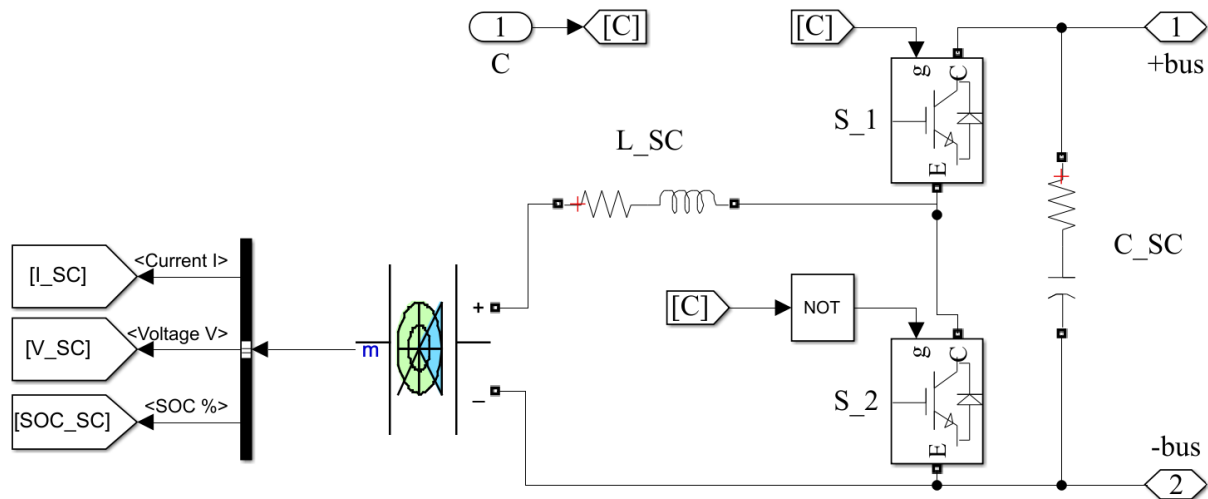 1
C
[C]
[C]
1
+bus
g
C
E
S_1
L_SC
C_SC
[I_SC]
<Current I>
[V_SC]
<Voltage V>
[SOC_SC]
<SOC %>
m
+
–
[C]
NOT
g
C
E
S_2
-bus
2